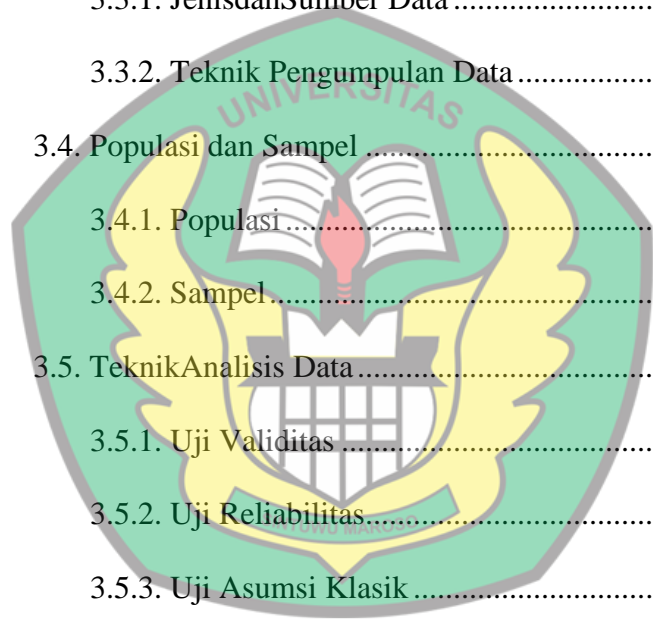 3.3.1. JenisdanSumber Data ........................
3.3.2. Teknik Pengumpulan Data .................
UNIVERSITAS
3.4. Populasi dan Sampel ....................................
3.4.1. Populasi ..............................................
3.4.2. Sampel ................................................
3.5. TeknikAnalisis Data .....................................
3.5.1. Uji Validitas .......................................
3.5.2. Uji Reliabilitas ....................................
MAROSO
3.5.3. Uji Asumsi Klasik ..............................